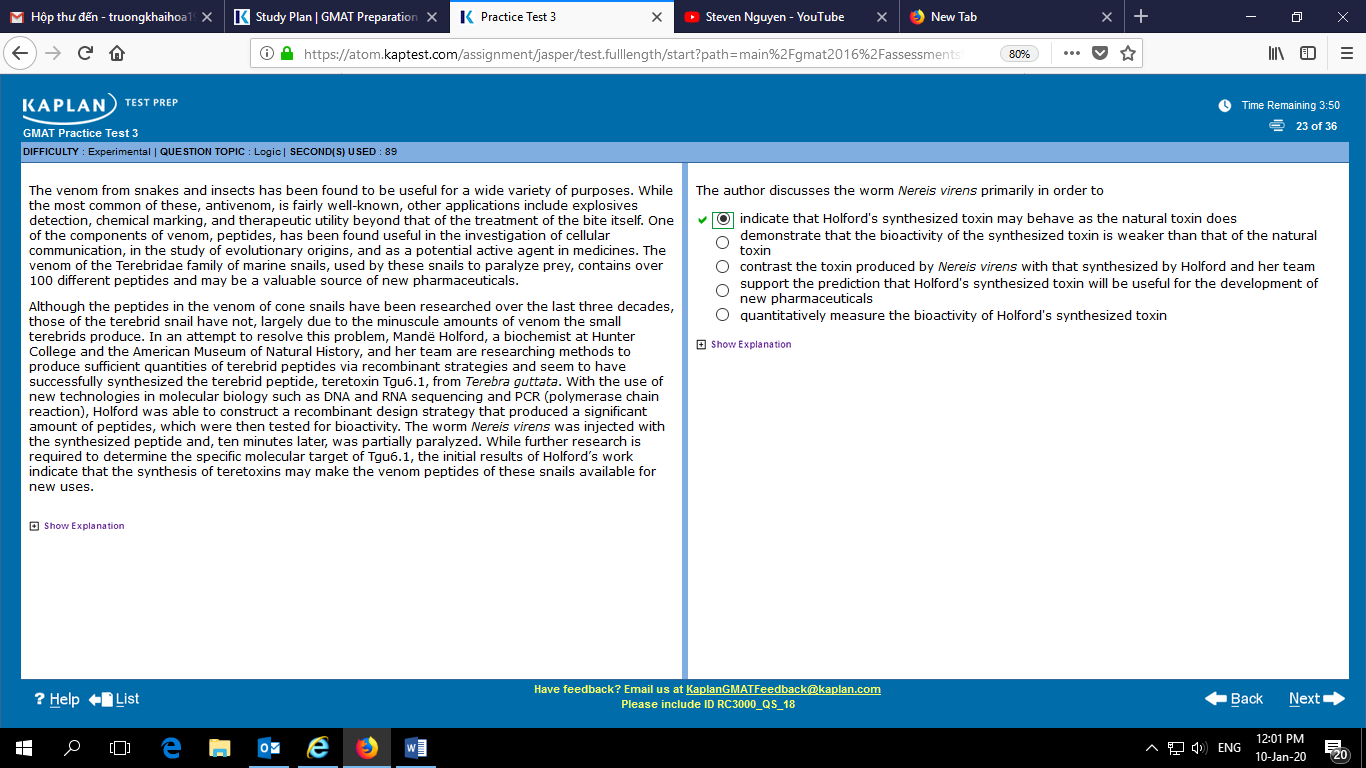 Hộp thư đến - truongkhaihoa1
Study Plan | GMAT Preparation
Practice Test 3
Steven Nguyen - YouTube
New Tab
https://atom.kaptest.com/assignment/jasper/test.fulllength/start?path=main%2Fgmat2016%2Fassessments
80%
KAPLAN TEST PREP
GMAT Practice Test 3
Time Remaining 3:50
23 of 36
DIFFICULTY : Experimental | QUESTION TOPIC : Logic | SECOND(S) USED : 89
The venom from snakes and insects has been found to be useful for a wide variety of purposes. While
the most common of these, antivenom, is fairly well-known, other applications include explosives
detection, chemical marking, and therapeutic utility beyond that of the treatment of the bite itself. One
of the components of venom, peptides, has been found useful in the investigation of cellular
communication, in the study of evolutionary origins, and as a potential active agent in medicines. The
venom of the Terebridae family of marine snails, used by these snails to paralyze prey, contains over
100 different peptides and may be a valuable source of new pharmaceuticals.
Although the peptides in the venom of cone snails have been researched over the last three decades,
those of the terebrid snail have not, largely due to the minuscule amounts of venom the small
terebrids produce. In an attempt to resolve this problem, Mandë Holford, a biochemist at Hunter
College and the American Museum of Natural History, and her team are researching methods to
produce sufficient quantities of terebrid peptides via recombinant strategies and seem to have
successfully synthesized the terebrid peptide, teretoxin Tgu6.1, from Terebra guttata. With the use of
new technologies in molecular biology such as DNA and RNA sequencing and PCR (polymerase chain
reaction), Holford was able to construct a recombinant design strategy that produced a significant
amount of peptides, which were then tested for bioactivity. The worm Nereis virens was injected with
the synthesized peptide and, ten minutes later, was partially paralyzed. While further research is
required to determine the specific molecular target of Tgu6.1, the initial results of Holford's work
indicate that the synthesis of teretoxins may make the venom peptides of these snails available for
new uses.
Show Explanation
The author discusses the worm Nereis virens primarily in order to
indicate that Holford's synthesized toxin may behave as the natural toxin does
demonstrate that the bioactivity of the synthesized toxin is weaker than that of the natural
toxin
contrast the toxin produced by Nereis virens with that synthesized by Holford and her team
support the prediction that Holford's synthesized toxin will be useful for the development of
new pharmaceuticals
quantitatively measure the bioactivity of Holford's synthesized toxin
Show Explanation
? Help
List
Have feedback? Email us at KaplanGMATFeedback@kaplan.com
Please include ID RC3000_QS_18
Back
Next
ENG
12:01 PM
10-Jan-20
20